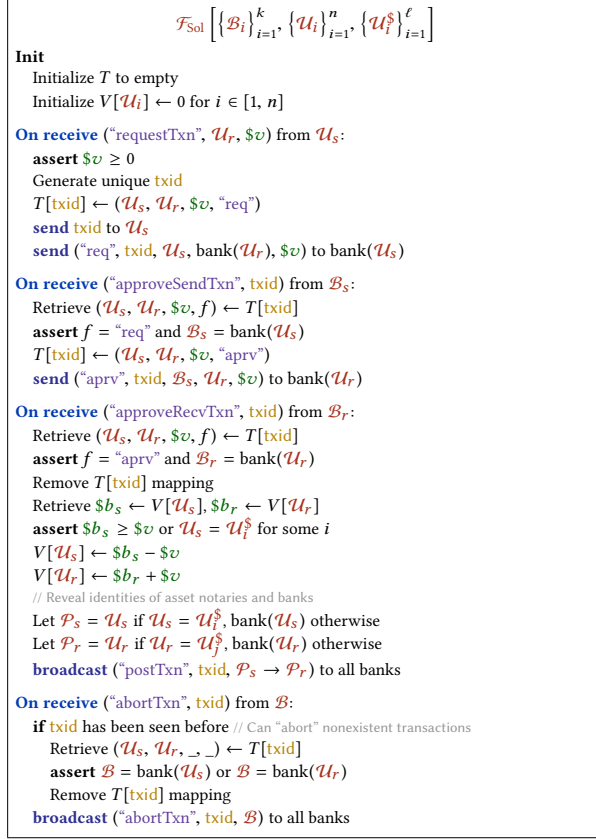 𝓕_Sol [ {𝓑_i}_{i=1}^k, {𝓤_i}_{i=1}^n, {𝓤_i^$}_{i=1}^ℓ ]
Init
Initialize T to empty
Initialize V[𝓤_i] ← 0 for i ∈ [1, n]
On receive (“requestTxn”, 𝓤_r, $v) from 𝓤_s:
assert $v ≥ 0
Generate unique txid
T[txid] ← (𝓤_s, 𝓤_r, $v, “req”)
send txid to 𝓤_s
send (“req”, txid, 𝓤_s, bank(𝓤_r), $v) to bank(𝓤_s)
On receive (“approveSendTxn”, txid) from 𝓑_s:
Retrieve (𝓤_s, 𝓤_r, $v, f) ← T[txid]
assert f = “req” and 𝓑_s = bank(𝓤_s)
T[txid] ← (𝓤_s, 𝓤_r, $v, “aprv”)
send (“aprv”, txid, 𝓑_s, 𝓤_r, $v) to bank(𝓤_r)
On receive (“approveRecvTxn”, txid) from 𝓑_r:
Retrieve (𝓤_s, 𝓤_r, $v, f) ← T[txid]
assert f = “aprv” and 𝓑_r = bank(𝓤_r)
Remove T[txid] mapping
Retrieve $b_s ← V[𝓤_s], $b_r ← V[𝓤_r]
assert $b_s ≥ $v or 𝓤_s = 𝓤_i^$ for some i
V[𝓤_s] ← $b_s − $v
V[𝓤_r] ← $b_r + $v
// Reveal identities of asset notaries and banks
Let 𝓟_s = 𝓤_s if 𝓤_s = 𝓤_i^$, bank(𝓤_s) otherwise
Let 𝓟_r = 𝓤_r if 𝓤_r = 𝓤_j^$, bank(𝓤_r) otherwise
broadcast (“postTxn”, txid, 𝓟_s → 𝓟_r) to all banks
On receive (“abortTxn”, txid) from 𝓑:
if txid has been seen before // Can “abort” nonexistent transactions
Retrieve (𝓤_s, 𝓤_r, _, _) ← T[txid]
assert 𝓑 = bank(𝓤_s) or 𝓑 = bank(𝓤_r)
Remove T[txid] mapping
broadcast (“abortTxn”, txid, 𝓑) to all banks